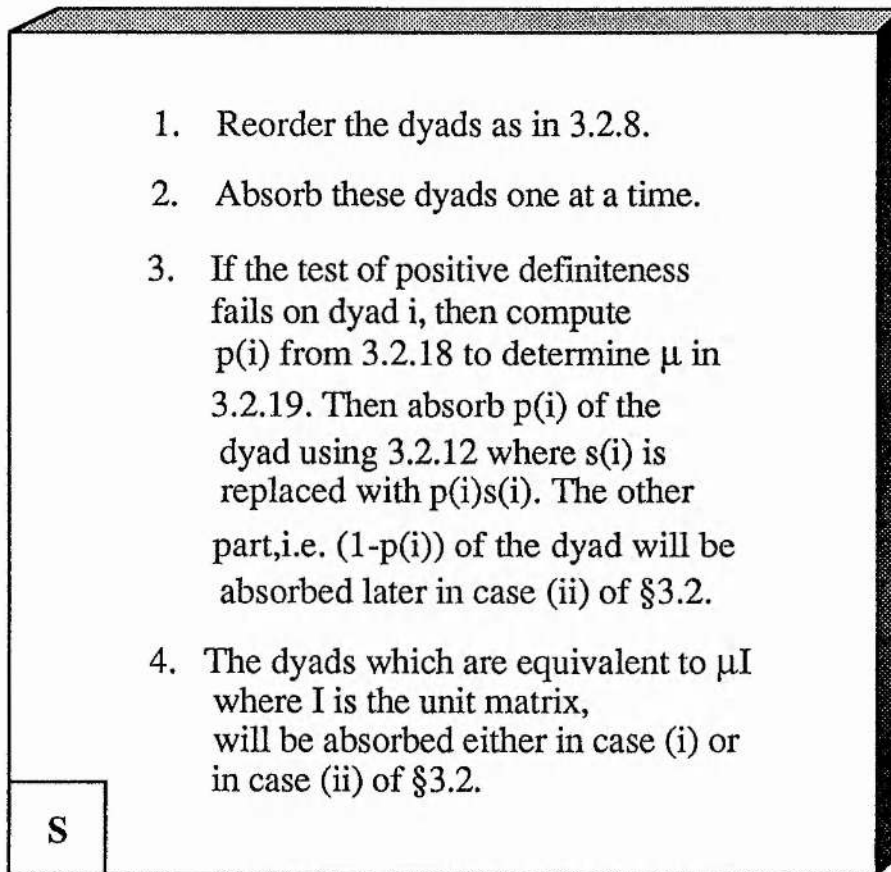 1. Reorder the dyads as in 3.2.8.
2. Absorb these dyads one at a time.
3. If the test of positive definiteness
fails on dyad i, then compute
p(i) from 3.2.18 to determine μ in
3.2.19. Then absorb p(i) of the
dyad using 3.2.12 where s(i) is
replaced with p(i)s(i). The other
part,i.e. (1-p(i)) of the dyad will be
absorbed later in case (ii) of §3.2.
4. The dyads which are equivalent to μI
where I is the unit matrix,
will be absorbed either in case (i) or
in case (ii) of §3.2.
S